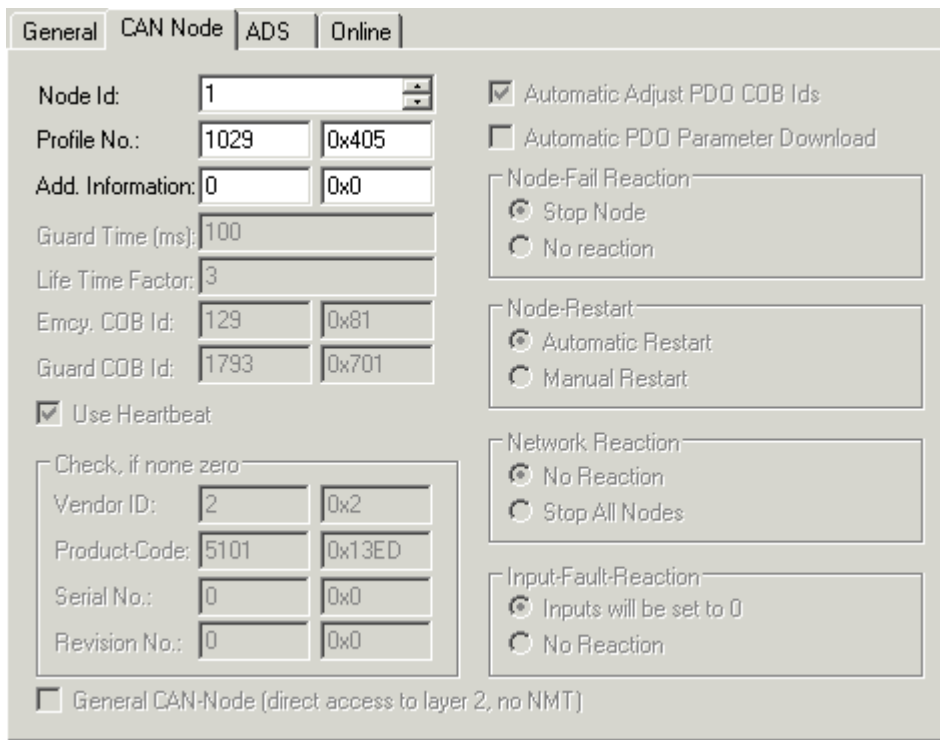 General CAN Node ADS Online
Node Id: 1
Profile No.: 1029 0x405
Add. Information: 0 0x0
Guard Time (ms): 100
Life Time Factor: 3
Emcy. COB Id: 129 0x81
Guard COB Id: 1793 0x701
Use Heartbeat
Check, if none zero
Vendor ID: 2 0x2
Product-Code: 5101 0x13ED
Serial No.: 0 0x0
Revision No.: 0 0x0
General CAN-Node (direct access to layer 2, no NMT)
Automatic Adjust PDO COB Ids
Automatic PDO Parameter Download
Node-Fail Reaction
Stop Node
No reaction
Node-Restart
Automatic Restart
Manual Restart
Network Reaction
No Reaction
Stop All Nodes
Input-Fault-Reaction
Inputs will be set to 0
No Reaction